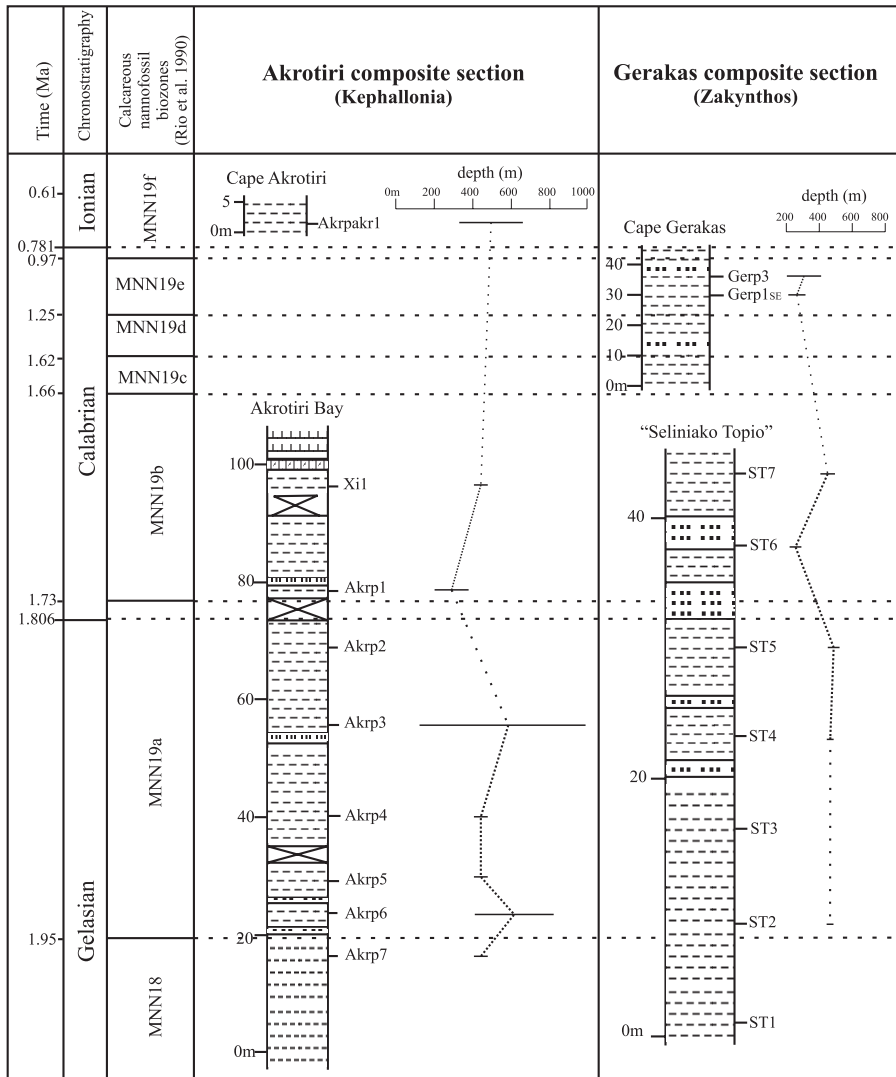 Time (Ma)
Chronostratigraphy
Calcareous
nannofossil
biozones
(Rio et al. 1990)
Akrotiri composite section
(Kephallonia)
Gerakas composite section
(Zakynthos)
0.61
0.781
0.97
1.25
1.62
1.66
1.73
1.806
1.95
Ionian
Calabrian
Gelasian
MNN19f
MNN19e
MNN19d
MNN19c
MNN19b
MNN19a
MNN18
Cape Akrotiri
5
0m
Akrpakr1
depth (m)
0m 200 400 600 800 1000
Akrotiri Bay
100
80
60
40
20
0m
Xi1
Akrp1
Akrp2
Akrp3
Akrp4
Akrp5
Akrp6
Akrp7
depth (m)
200 400 600 800
Cape Gerakas
40
30
20
10
0m
Gerp3
Gerp1SE
“Seliniako Topio”
40
20
0m
ST7
ST6
ST5
ST4
ST3
ST2
ST1